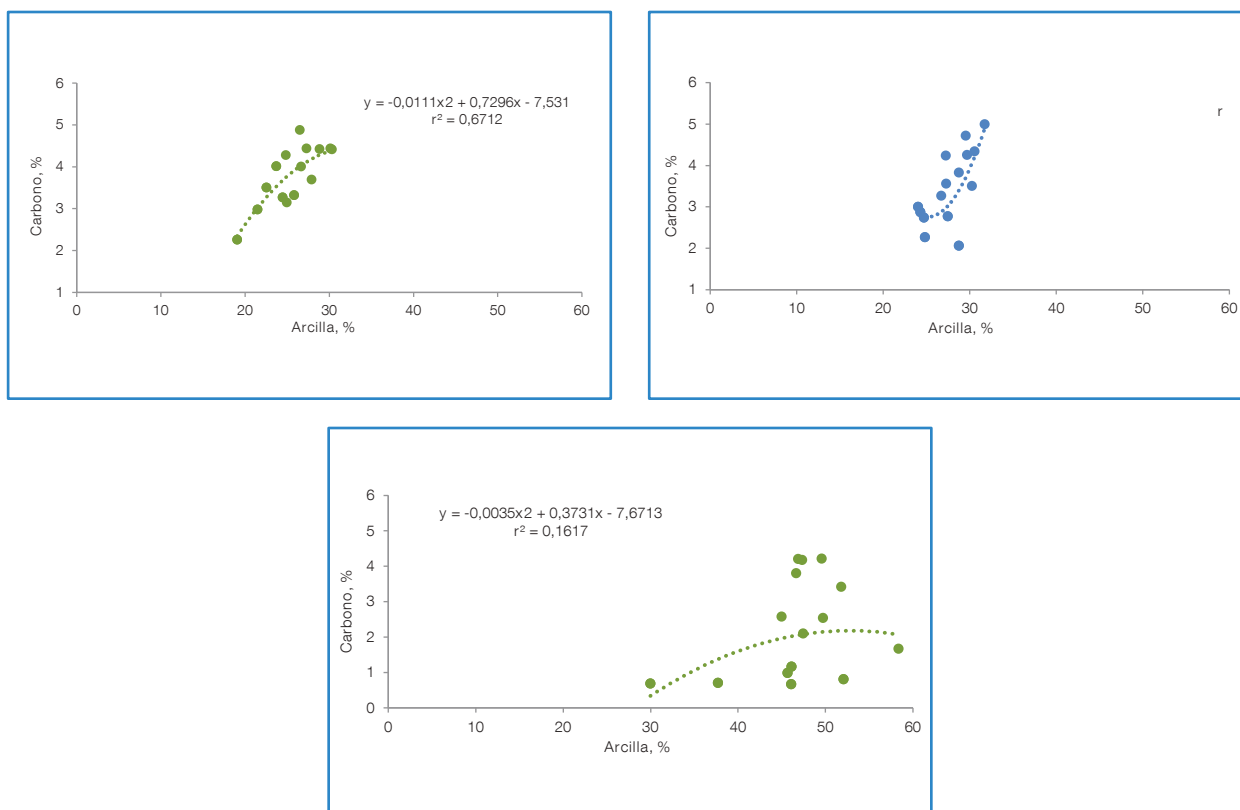 6
y = -0,0111x2 + 0,7296x - 7,531
r² = 0,6712
5
4
3
2
1
0 10 20 30 40 50 60
Carbono, %
Arcilla, %
6
r
5
4
3
2
1
0 10 20 30 40 50 60
Carbono, %
Arcilla, %
6
y = -0,0035x2 + 0,3731x - 7,6713
r² = 0,1617
5
4
3
2
1
0
0 10 20 30 40 50 60
Carbono, %
Arcilla, %